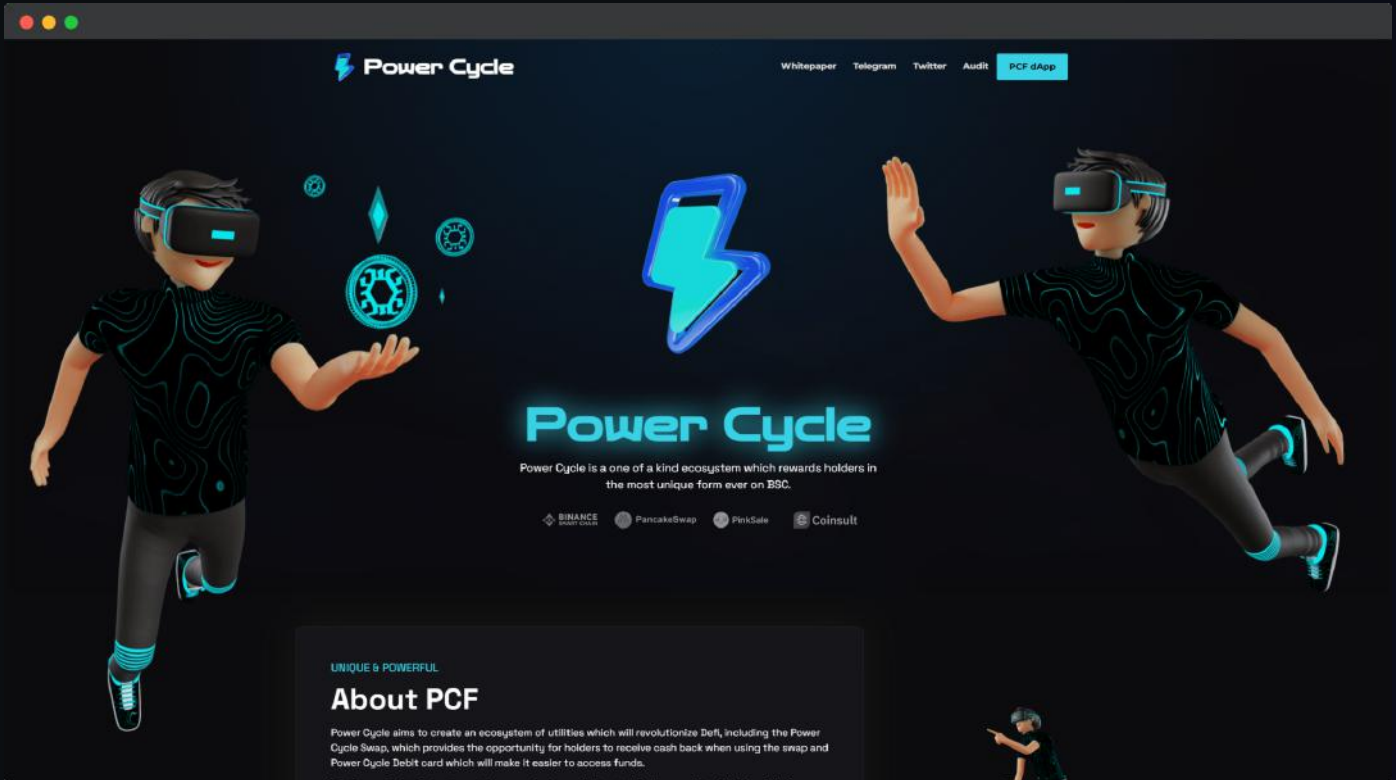 Power Cycle
Whitepaper Telegram Twitter Audit PCF dApp
Power Cycle
Power Cycle is a one of a kind ecosystem which rewards holders in
the most unique form ever on BSC.
BINANCE
SMART CHAIN
PancakeSwap
PinkSale
Coinsult
UNIQUE & POWERFUL
About PCF
Power Cycle aims to create an ecosystem of utilities which will revolutionize Defi, including the Power
Cycle Swap, which provides the opportunity for holders to receive cash back when using the swap and
Power Cycle Debit card which will make it easier to access funds.